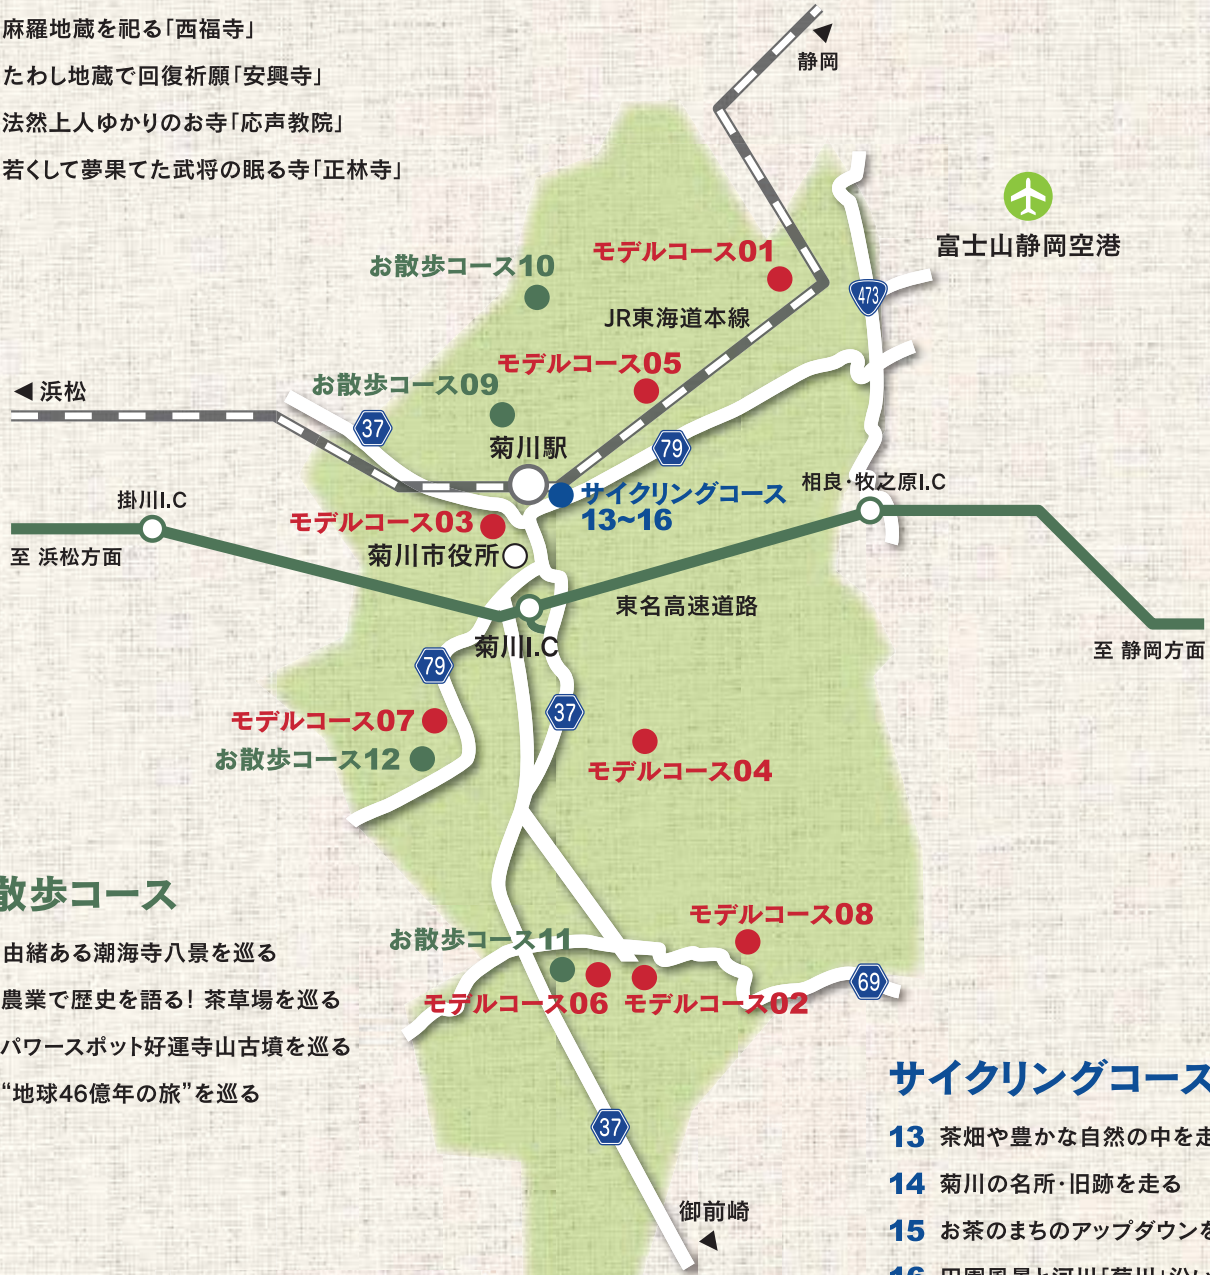 麻羅地蔵を祀る「西福寺」
たわし地蔵で回復祈願「安興寺」
法然上人ゆかりのお寺「応声教院」
若くして夢果てた武将の眠る寺「正林寺」
静岡
富士山静岡空港
モデルコース01
お散歩コース10
473
JR東海道本線
モデルコース05
お散歩コース09
浜松
37
菊川駅
79
相良・牧之原I.C
サイクリングコース
13~16
掛川I.C
モデルコース03
至 浜松方面
菊川市役所
東名高速道路
菊川I.C
至 静岡方面
79
37
モデルコース07
お散歩コース12
モデルコース04
散歩コース
由緒ある潮海寺八景を巡る
農業で歴史を語る! 茶草場を巡る
パワースポット好運寺山古墳を巡る
“地球46億年の旅”を巡る
モデルコース08
お散歩コース11
69
モデルコース06
モデルコース02
37
御前崎
サイクリングコース
13 茶畑や豊かな自然の中を走
14 菊川の名所・旧跡を走る
15 お茶のまちのアップダウンを
16 田園風景と河川「菊川」沿い